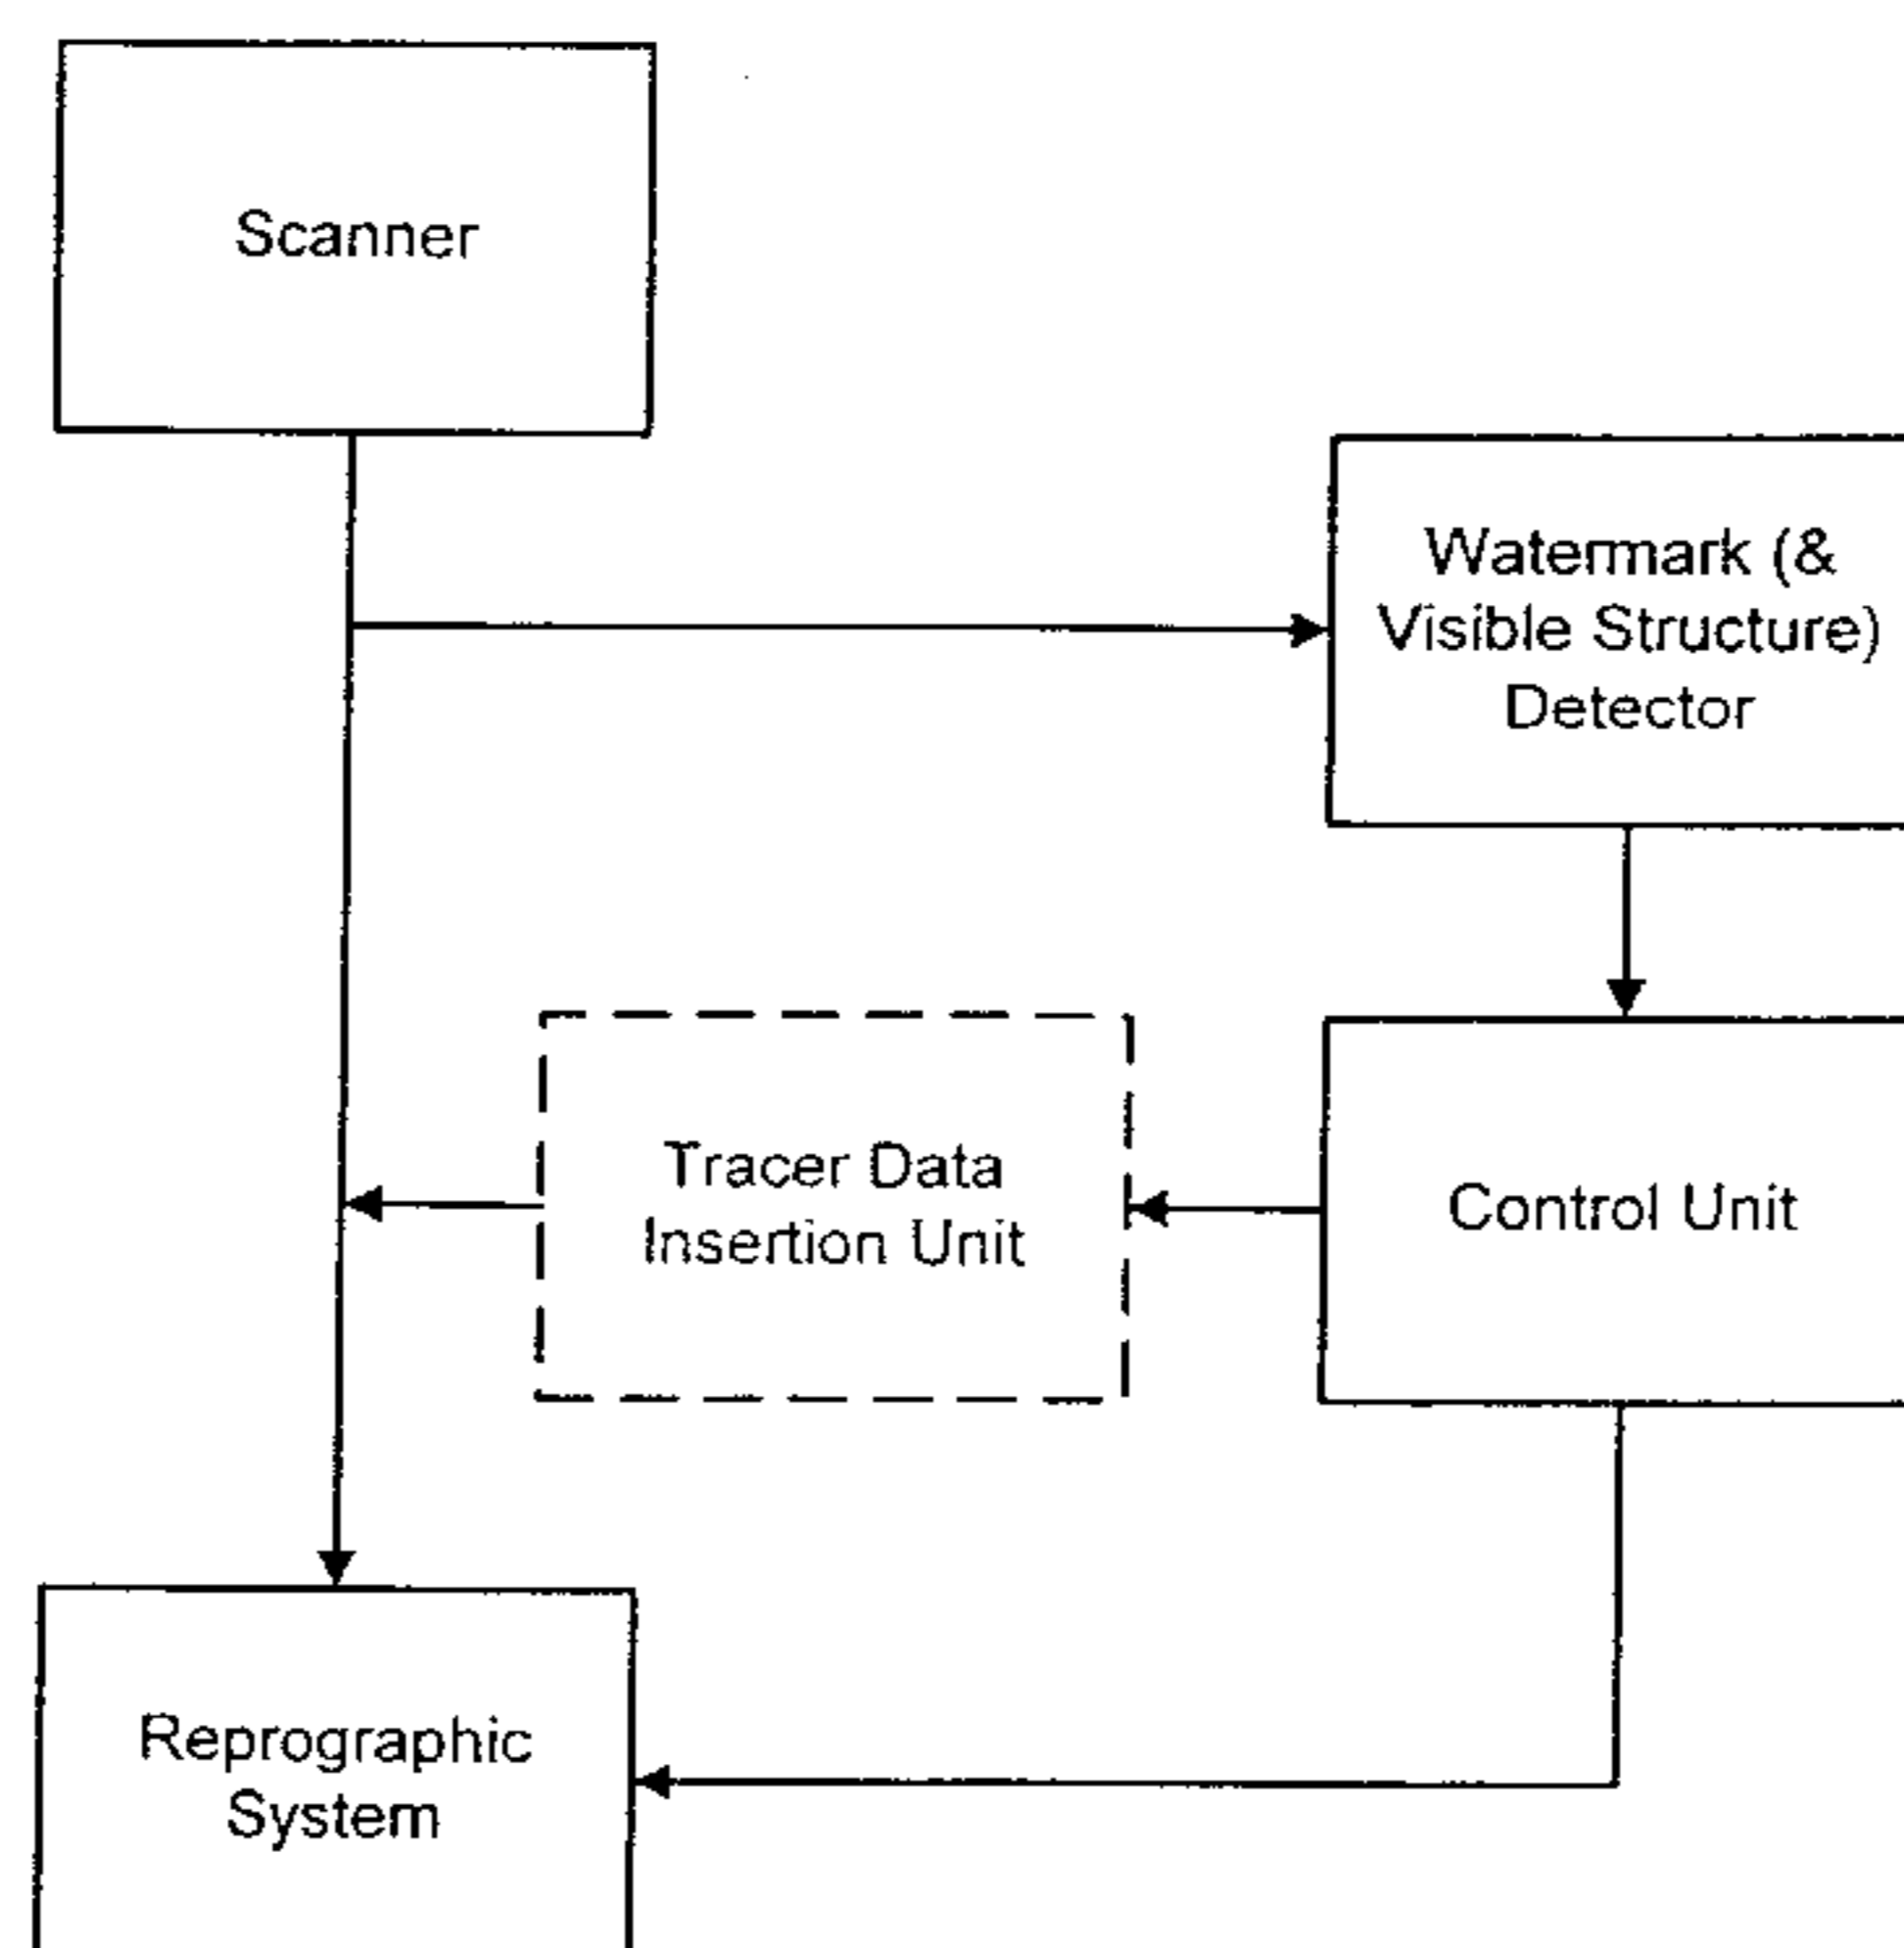 Scanner
Watermark (&
Visible Structure)
Detector
Tracer Data
Insertion Unit
Control Unit
Reprographic
System